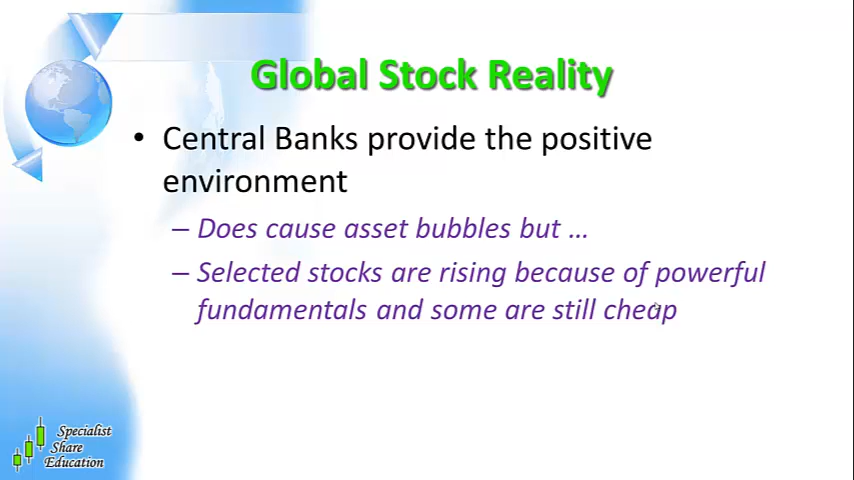 Global Stock Reality
• Central Banks provide the positive
environment
– Does cause asset bubbles but ...
– Selected stocks are rising because of powerful
fundamentals and some are still cheap
Specialist
Share
Education